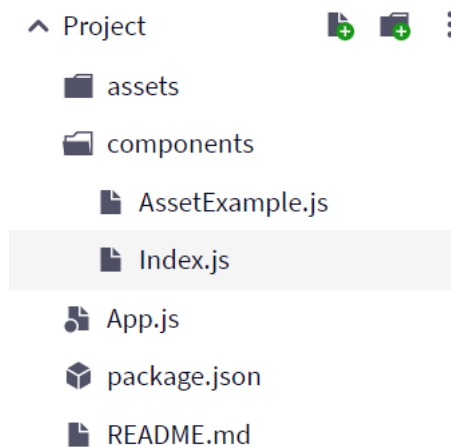 Project
assets
components
AssetExample.js
Index.js
App.js
package.json
README.md